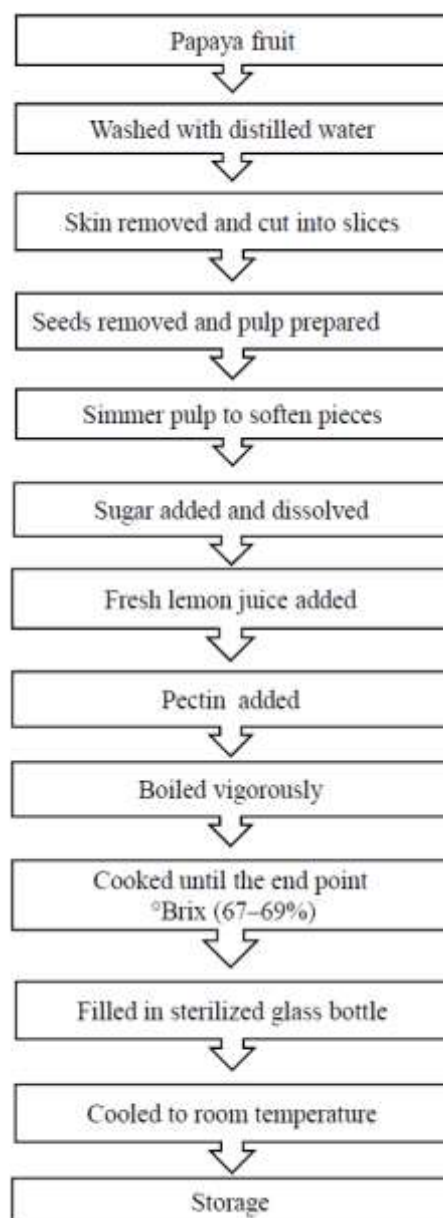 Papaya fruit
Washed with distilled water
Skin removed and cut into slices
Seeds removed and pulp prepared
Simmer pulp to soften pieces
Sugar added and dissolved
Fresh lemon juice added
Pectin added
Boiled vigorously
Cooked until the end point
°Brix (67–69%)
Filled in sterilized glass bottle
Cooled to room temperature
Storage